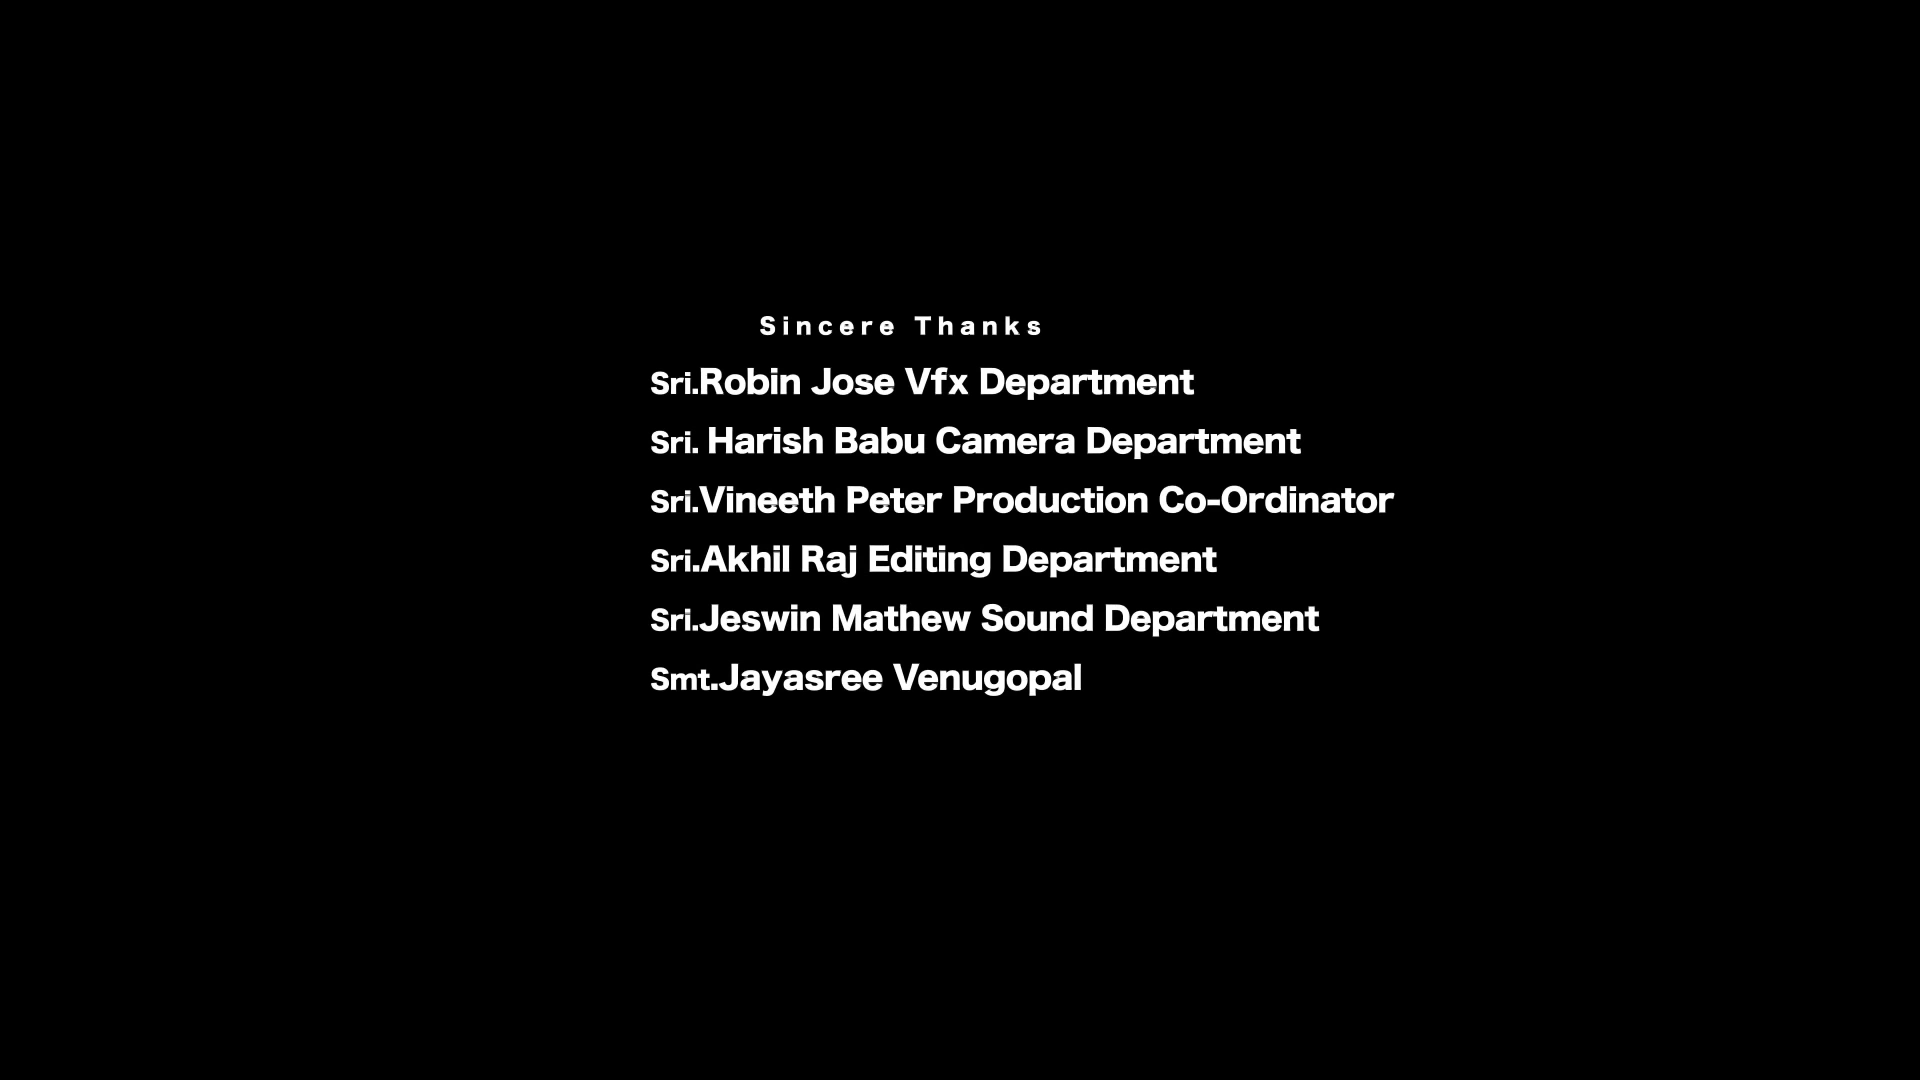 Sincere Thanks
Sri.Robin Jose Vfx Department
Sri. Harish Babu Camera Department
Sri.Vineeth Peter Production Co-Ordinator
Sri.Akhil Raj Editing Department
Sri.Jeswin Mathew Sound Department
Smt.Jayasree Venugopal